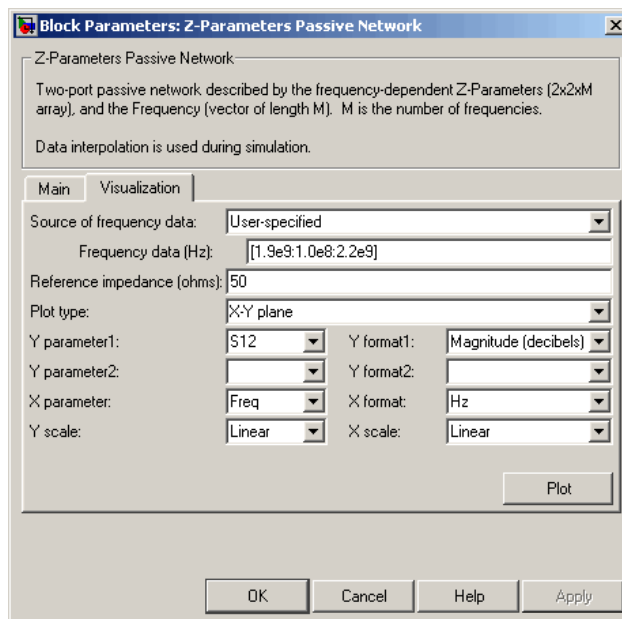 Block Parameters: Z-Parameters Passive Network
Z-Parameters Passive Network
Two-port passive network described by the frequency-dependent Z-Parameters (2x2xM
array), and the Frequency (vector of length M). M is the number of frequencies.
Data interpolation is used during simulation.
Main Visualization
Source of frequency data: User-specified
Frequency data (Hz): [1.9e9:1.0e8:2.2e9]
Reference impedance (ohms): 50
Plot type: X-Y plane
Y parameter1: S12 Y format1: Magnitude (decibels)
Y parameter2: Y format2:
X parameter: Freq X format: Hz
Y scale: Linear X scale: Linear
Plot
OK Cancel Help Apply